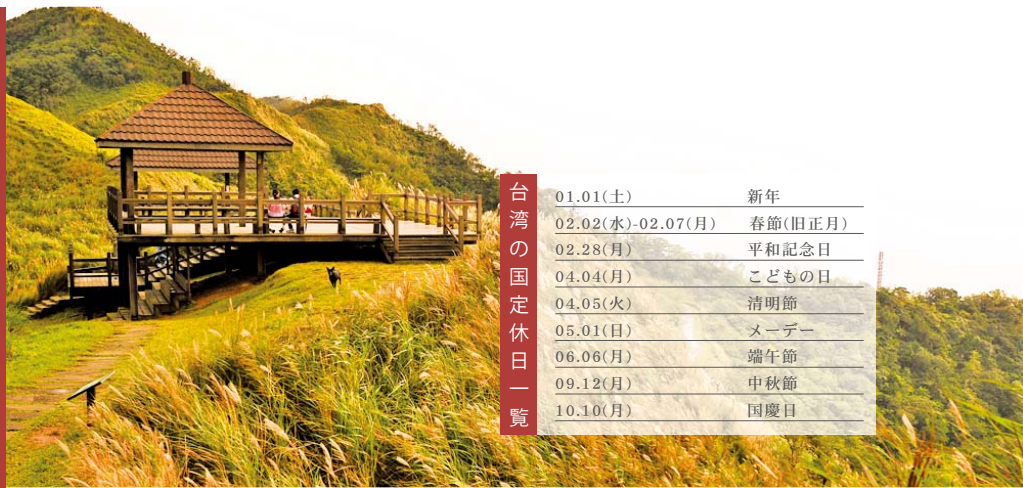 台湾の国定休日一覧
01.01(土) 新年
02.02(水)-02.07(月) 春節(旧正月)
02.28(月) 平和記念日
04.04(月) こどもの日
04.05(火) 清明節
05.01(日) メーデー
06.06(月) 端午節
09.12(月) 中秋節
10.10(月) 国慶日